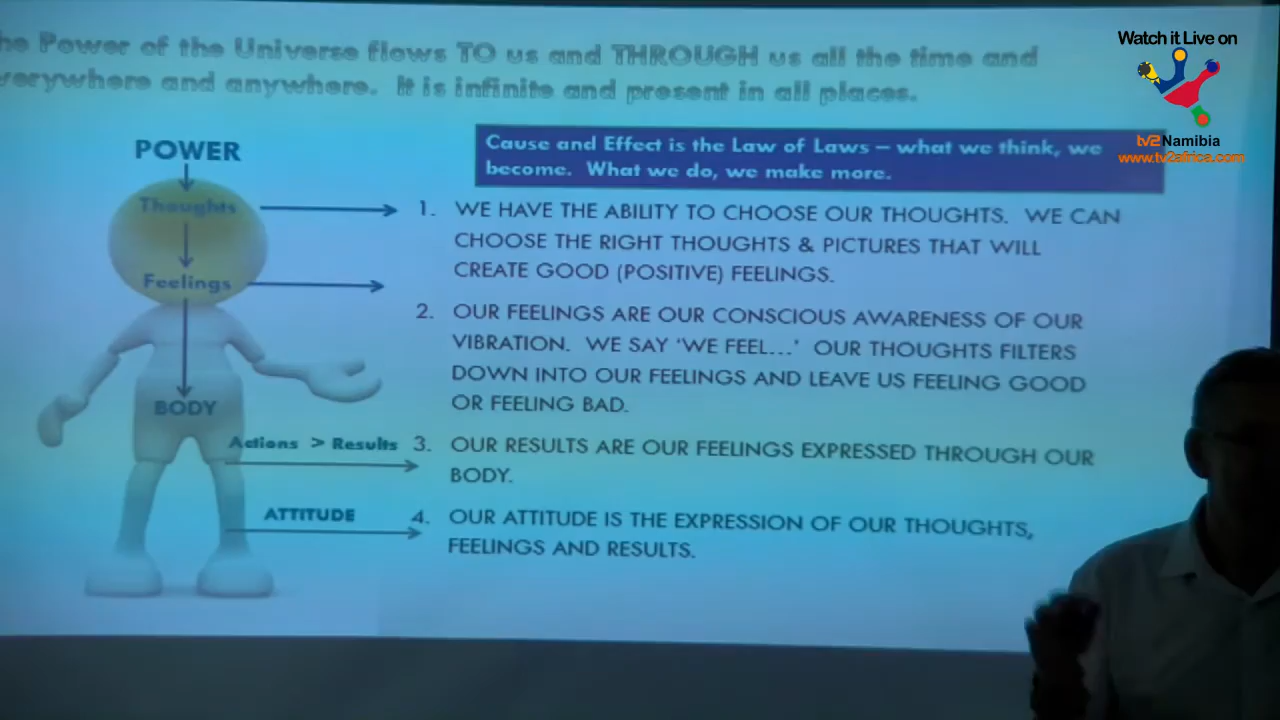 he Power of the Universe flows TO us and THROUGH us all the time and
verywhere and anywhere. It is infinite and present in all places.
Watch it Live on
tv2Namibia
www.tv2africa.com
POWER
Thoughts
Feelings
BODY
Actions > Results
ATTITUDE
Cause and Effect is the Law of Laws – what we think, we
become. What we do, we make more.
1. WE HAVE THE ABILITY TO CHOOSE OUR THOUGHTS. WE CAN
CHOOSE THE RIGHT THOUGHTS & PICTURES THAT WILL
CREATE GOOD (POSITIVE) FEELINGS.
2. OUR FEELINGS ARE OUR CONSCIOUS AWARENESS OF OUR
VIBRATION. WE SAY ‘WE FEEL...’ OUR THOUGHTS FILTERS
DOWN INTO OUR FEELINGS AND LEAVE US FEELING GOOD
OR FEELING BAD.
3. OUR RESULTS ARE OUR FEELINGS EXPRESSED THROUGH OUR
BODY.
4. OUR ATTITUDE IS THE EXPRESSION OF OUR THOUGHTS,
FEELINGS AND RESULTS.